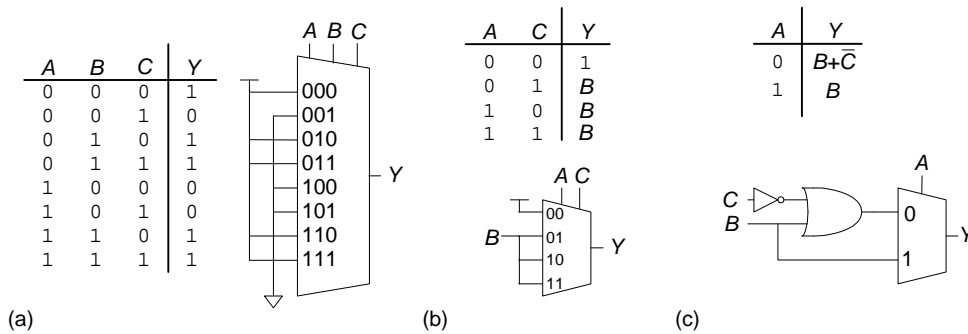 A B C Y
0 0 0 1
0 0 1 0
0 1 0 1
0 1 1 1
1 0 0 0
1 0 1 0
1 1 0 1
1 1 1 1
A B C
000
001
010
011
100
101
110
111
Y
(a)
A C Y
0 0 1
0 1 B
1 0 B
1 1 B
A C
00
01
10
11
B
Y
(b)
A Y
0 B+C̅
1 B
A
C
B
0
1
Y
(c)